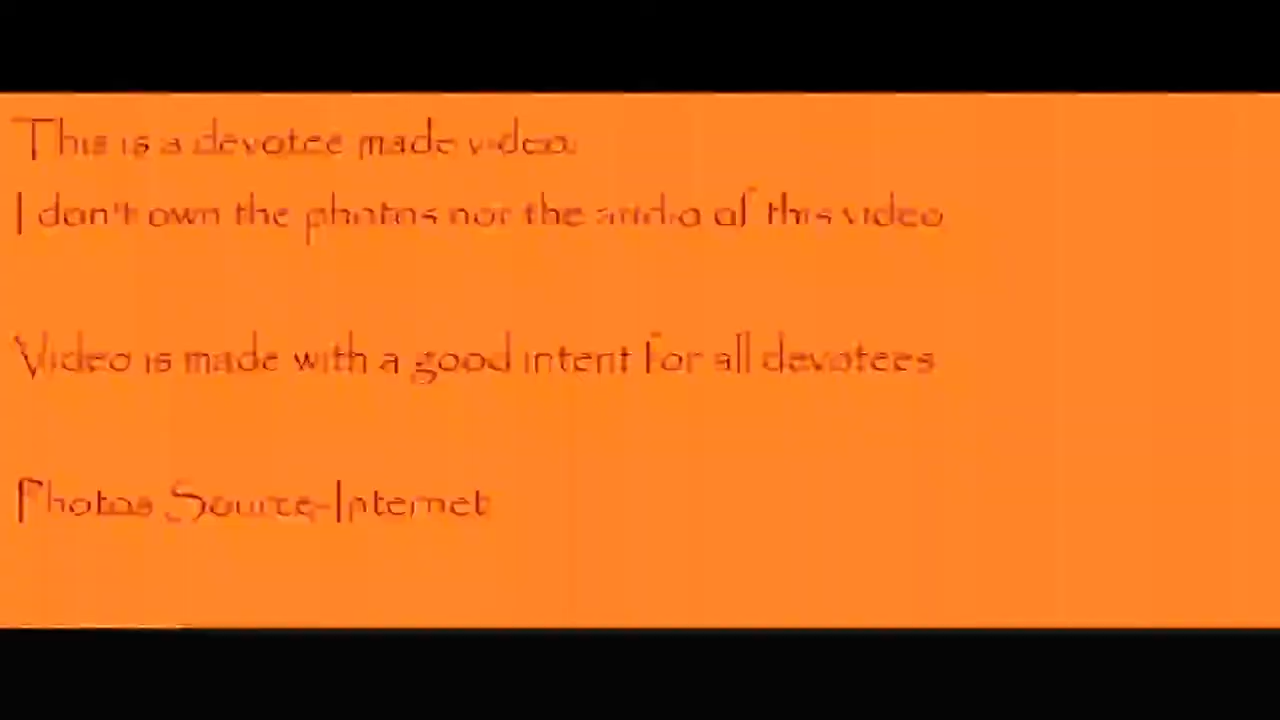 This is a devotee made video.
I don't own the photos nor the audio of this video
Video is made with a good intent for all devotees
Photos Source-Internet